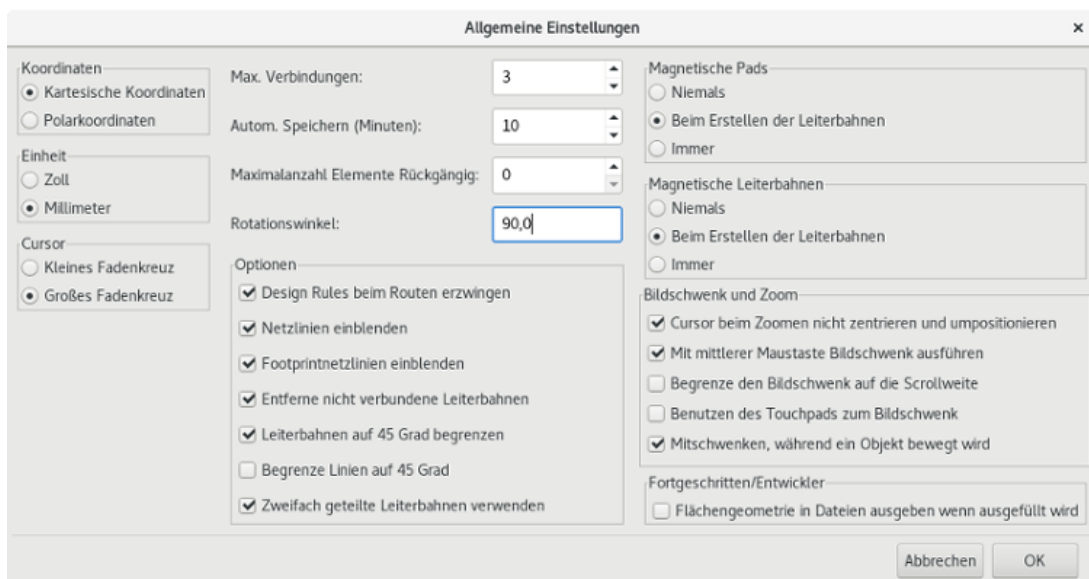 Allgemeine Einstellungen
Koordinaten
Kartesische Koordinaten
Polarkoordinaten
Einheit
Zoll
Millimeter
Cursor
Kleines Fadenkreuz
Großes Fadenkreuz
Max. Verbindungen: 3
Autom. Speichern (Minuten): 10
Maximalanzahl Elemente Rückgängig: 0
Rotationswinkel: 90,0
Optionen
Design Rules beim Routen erzwingen
Netzlinien einblenden
Footprintnetzlinien einblenden
Entferne nicht verbundene Leiterbahnen
Leiterbahnen auf 45 Grad begrenzen
Begrenze Linien auf 45 Grad
Zweifach geteilte Leiterbahnen verwenden
Magnetische Pads
Niemals
Beim Erstellen der Leiterbahnen
Immer
Magnetische Leiterbahnen
Niemals
Beim Erstellen der Leiterbahnen
Immer
Bildschwenk und Zoom
Cursor beim Zoomen nicht zentrieren und umpositionieren
Mit mittlerer Maustaste Bildschwenk ausführen
Begrenze den Bildschwenk auf die Scrollweite
Benutzen des Touchpads zum Bildschwenk
Mitschwenken, während ein Objekt bewegt wird
Fortgeschritten/Entwickler
Flächengeometrie in Dateien ausgeben wenn ausgefüllt wird
Abbrechen
OK